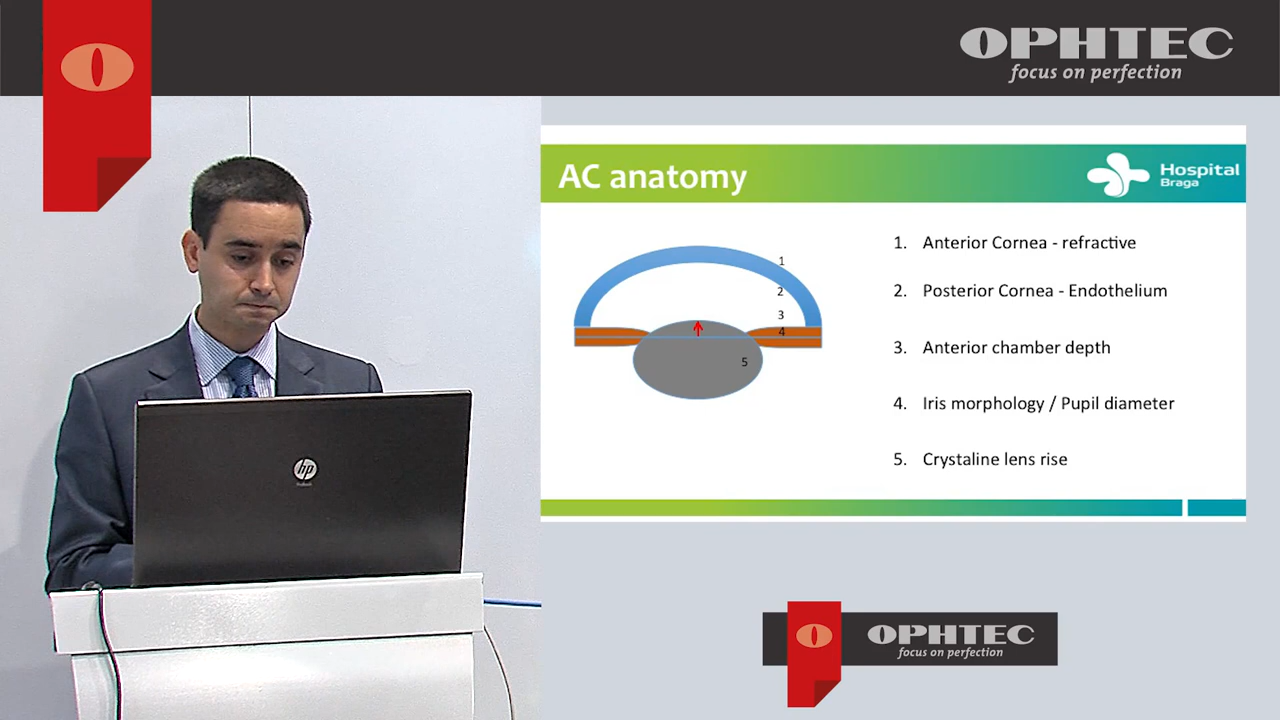 OPHTEC
focus on perfection
AC anatomy
Hospital
Braga
1
2
3
4
5
1. Anterior Cornea - refractive
2. Posterior Cornea - Endothelium
3. Anterior chamber depth
4. Iris morphology / Pupil diameter
5. Crystaline lens rise
hp
OPHTEC
focus on perfection